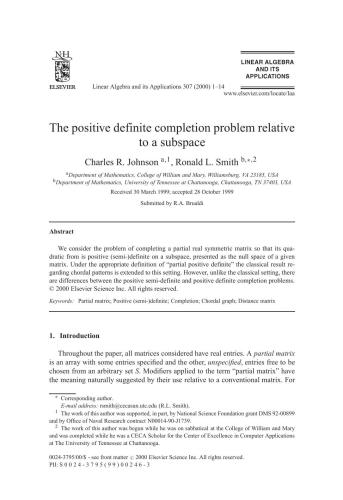 NH
ELSEVIER
LINEAR ALGEBRA
AND ITS
APPLICATIONS
Linear Algebra and its Applications 307 (2000) 1–14
www.elsevier.com/locate/laa
The positive definite completion problem relative
to a subspace
Charles R. Johnson a,1, Ronald L. Smith b,*,2
a Department of Mathematics, College of William and Mary, Williamsburg, VA 23185, USA
b Department of Mathematics, University of Tennessee at Chattanooga, Chattanooga, TN 37403, USA
Received 30 March 1999; accepted 28 October 1999
Submitted by R.A. Brualdi
Abstract
We consider the problem of completing a partial real symmetric matrix so that its qua-
dratic from is positive (semi-)definite on a subspace, presented as the null space of a given
matrix. Under the appropriate definition of “partial positive definite” the classical result re-
garding chordal patterns is extended to this setting. However, unlike the classical setting, there
are differences between the positive semi-definite and positive definite completion problems.
© 2000 Elsevier Science Inc. All rights reserved.
Keywords: Partial matrix; Positive (semi-)definite; Completion; Chordal graph; Distance matrix
1. Introduction
Throughout the paper, all matrices considered have real entries. A partial matrix
is an array with some entries specified and the other, unspecified, entries free to be
chosen from an arbitrary set S. Modifiers applied to the term “partial matrix” have
the meaning naturally suggested by their use relative to a conventional matrix. For
* Corresponding author.
E-mail address: rsmith@cecasun.utc.edu (R.L. Smith).
1 The work of this author was supported, in part, by National Science Foundation grant DMS 92-00899
and by Office of Naval Research contract N00014-90-J1739.
2 The work of this author was begun while he was on sabbatical at the College of William and Mary
and was completed while he was a CECA Scholar for the Center of Excellence in Computer Applications
at The University of Tennessee at Chattanooga.
0024-3795/00/$ - see front matter © 2000 Elsevier Science Inc. All rights reserved.
PII: S 0 0 2 4 - 3 7 9 5 ( 9 9 ) 0 0 2 4 6 - 3